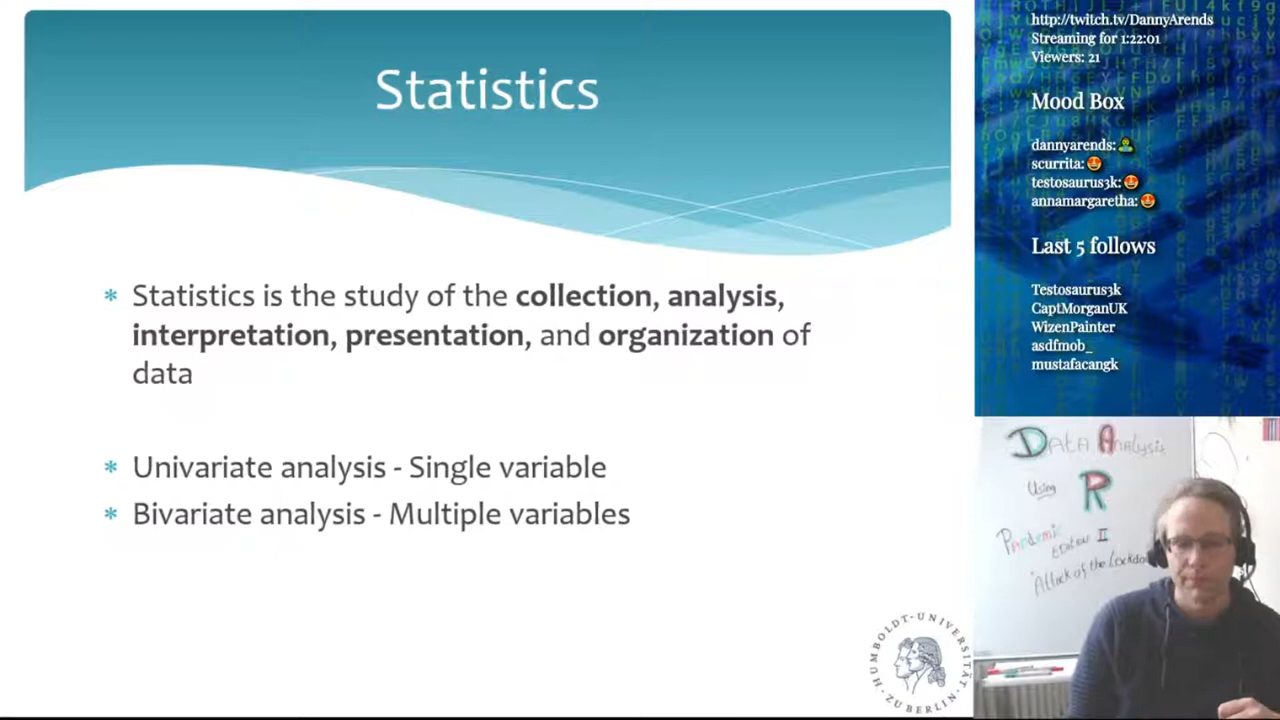 Statistics
* Statistics is the study of the collection, analysis,
interpretation, presentation, and organization of
data
* Univariate analysis - Single variable
* Bivariate analysis - Multiple variables
HUMBOLDT-UNIVERSITÄT
ZU BERLIN
http://twitch.tv/DannyArends
Streaming for 1:22:01
Viewers: 21
Mood Box
dannyarends:
scurrita:
testosaurus3k:
annamargaretha:
Last 5 follows
Testosaurus3k
CaptMorganUK
WizenPainter
asdfmob_
mustafacangk
Data Analysis
Using R
Pandemic
Edition II
'Attack of the Lockdo